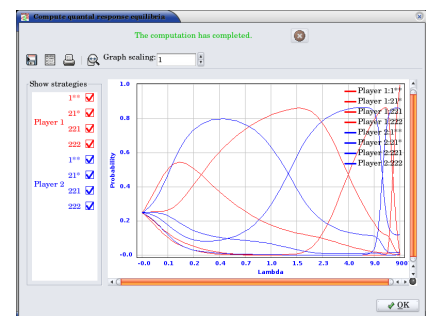 Compute quantal response equilibria
The computation has completed.
Graph scaling: 1
Show strategies
Player 1
1**
21*
221
222
Player 2
1**
21*
221
222
Probability
1.0
0.8
0.6
0.4
0.2
-0.0
-0.0 0.1 0.2 0.4 0.7 1.0 1.5 2.3 4.0 9.0 900
Lambda
Player 1:1**
Player 1:21*
Player 1:221
Player 1:222
Player 2:1**
Player 2:21*
Player 2:221
Player 2:222
OK